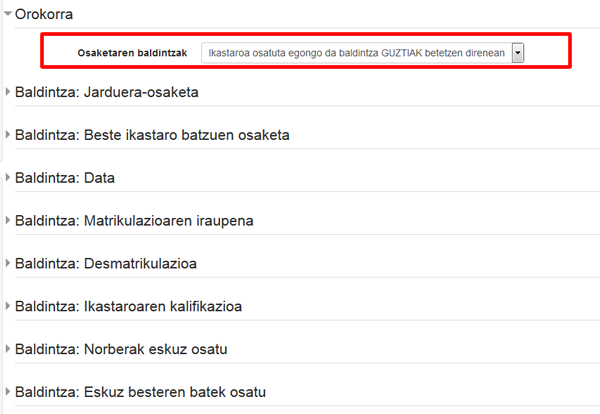 Orokorra
Osaketaren baldintzak Ikastaroa osatuta egongo da baldintza GUZTIAK betetzen direnean
Baldintza: Jarduera-osaketa
Baldintza: Beste ikastaro batzuen osaketa
Baldintza: Data
Baldintza: Matrikulazioaren iraupena
Baldintza: Desmatrikulazioa
Baldintza: Ikastaroaren kalifikazioa
Baldintza: Norberak eskuz osatu
Baldintza: Eskuz besteren batek osatu